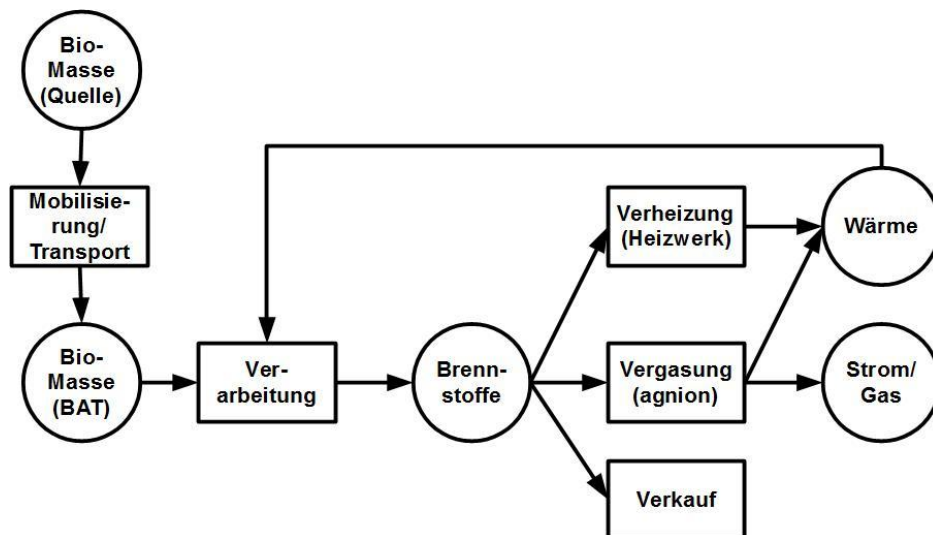 Bio-
Masse
(Quelle)
Mobilisie-
rung/
Transport
Bio-
Masse
(BAT)
Ver-
arbeitung
Brenn-
stoffe
Verheizung
(Heizwerk)
Vergasung
(agnion)
Verkauf
Wärme
Strom/
Gas